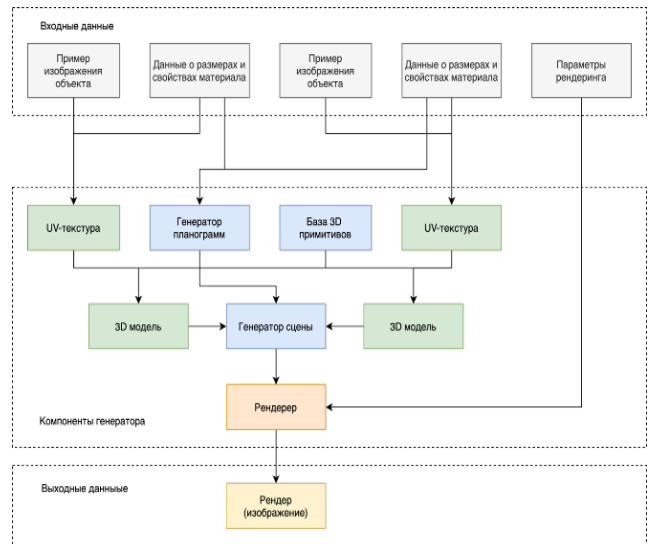 Входные данные
Пример
изображения
объекта
Данные о размерах и
свойствах материала
Пример
изображения
объекта
Данные о размерах и
свойствах материала
Параметры
рендеринга
UV-текстура
Генератор
планограмм
База 3D
примитивов
UV-текстура
3D модель
Генератор сцены
3D модель
Рендерер
Компоненты генератора
Выходные данныые
Рендер
(изображение)